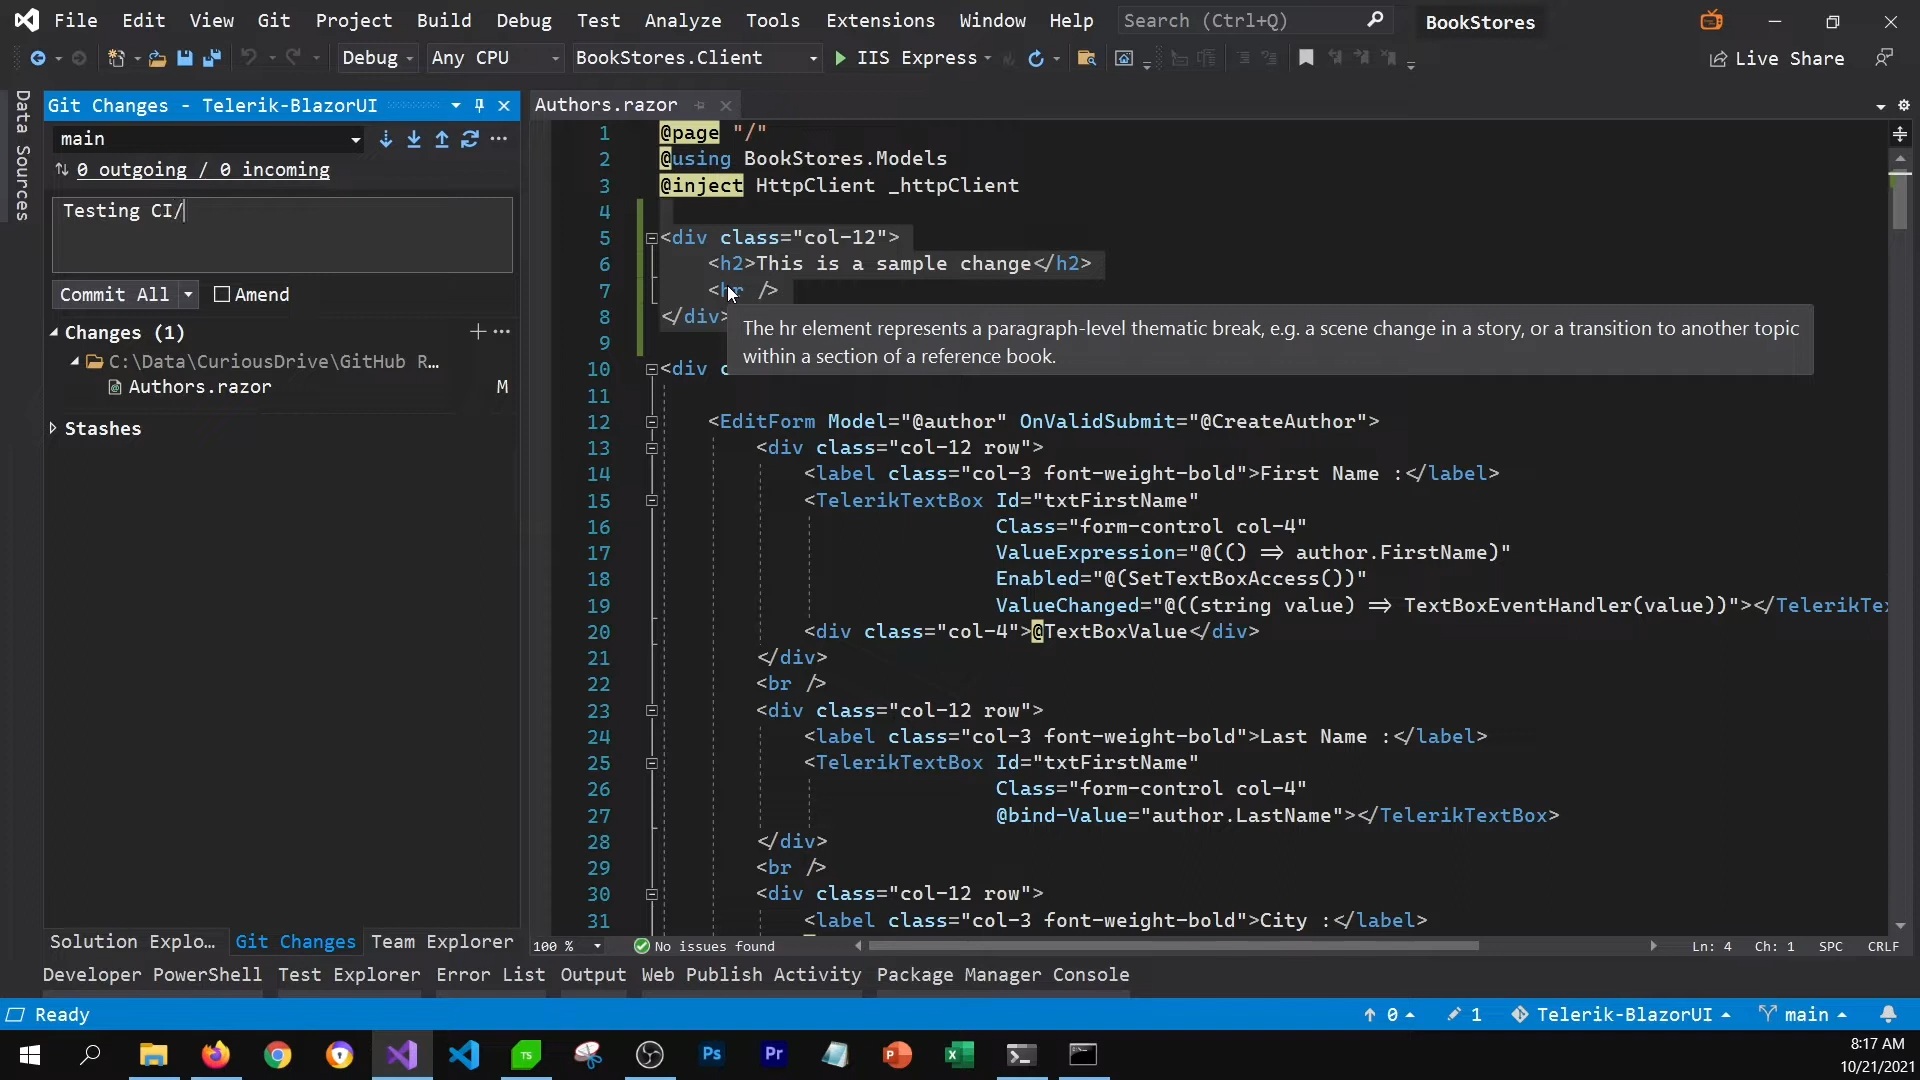 File Edit View Git Project Build Debug Test Analyze Tools Extensions Window Help Search (Ctrl+Q) BookStores
Debug Any CPU BookStores.Client IIS Express Live Share
Data Sources
Git Changes - Telerik-BlazorUI
main
0 outgoing / 0 incoming
Testing CI/
Commit All Amend
Changes (1)
C:\Data\CuriousDrive\GitHub R...
Authors.razor M
Stashes
Authors.razor
1 @page "/"
2 @using BookStores.Models
3 @inject HttpClient _httpClient
4
5 <div class="col-12">
6 <h2>This is a sample change</h2>
7 <hr />
8 </div>
The hr element represents a paragraph-level thematic break, e.g. a scene change in a story, or a transition to another topic
within a section of a reference book.
9
10 <div c
11
12 <EditForm Model="@author" OnValidSubmit="@CreateAuthor">
13 <div class="col-12 row">
14 <label class="col-3 font-weight-bold">First Name :</label>
15 <TelerikTextBox Id="txtFirstName"
16 Class="form-control col-4"
17 ValueExpression="@(() => author.FirstName)"
18 Enabled="@(SetTextBoxAccess())"
19 ValueChanged="@((string value) => TextBoxEventHandler(value))"></TelerikTe
20 <div class="col-4">@TextBoxValue</div>
21 </div>
22 <br />
23 <div class="col-12 row">
24 <label class="col-3 font-weight-bold">Last Name :</label>
25 <TelerikTextBox Id="txtFirstName"
26 Class="form-control col-4"
27 @bind-Value="author.LastName"></TelerikTextBox>
28 </div>
29 <br />
30 <div class="col-12 row">
31 <label class="col-3 font-weight-bold">City :</label>
Solution Explo... Git Changes Team Explorer
100 % No issues found Ln: 4 Ch: 1 SPC CRLF
Developer PowerShell Test Explorer Error List Output Web Publish Activity Package Manager Console
Ready 0 1 Telerik-BlazorUI main
TS Ps Pr
8:17 AM
10/21/2021